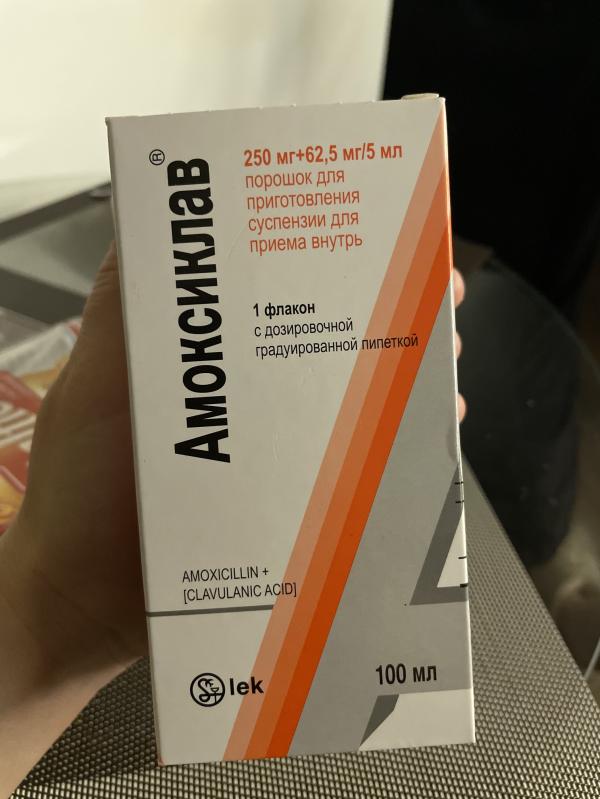 Амоксиклав®
250 мг+62,5 мг/5 мл
порошок для
приготовления
суспензии для
приема внутрь
1 флакон
с дозировочной
градуированной пипеткой
AMOXICILLIN +
[CLAVULANIC ACID]
lek
100 мл